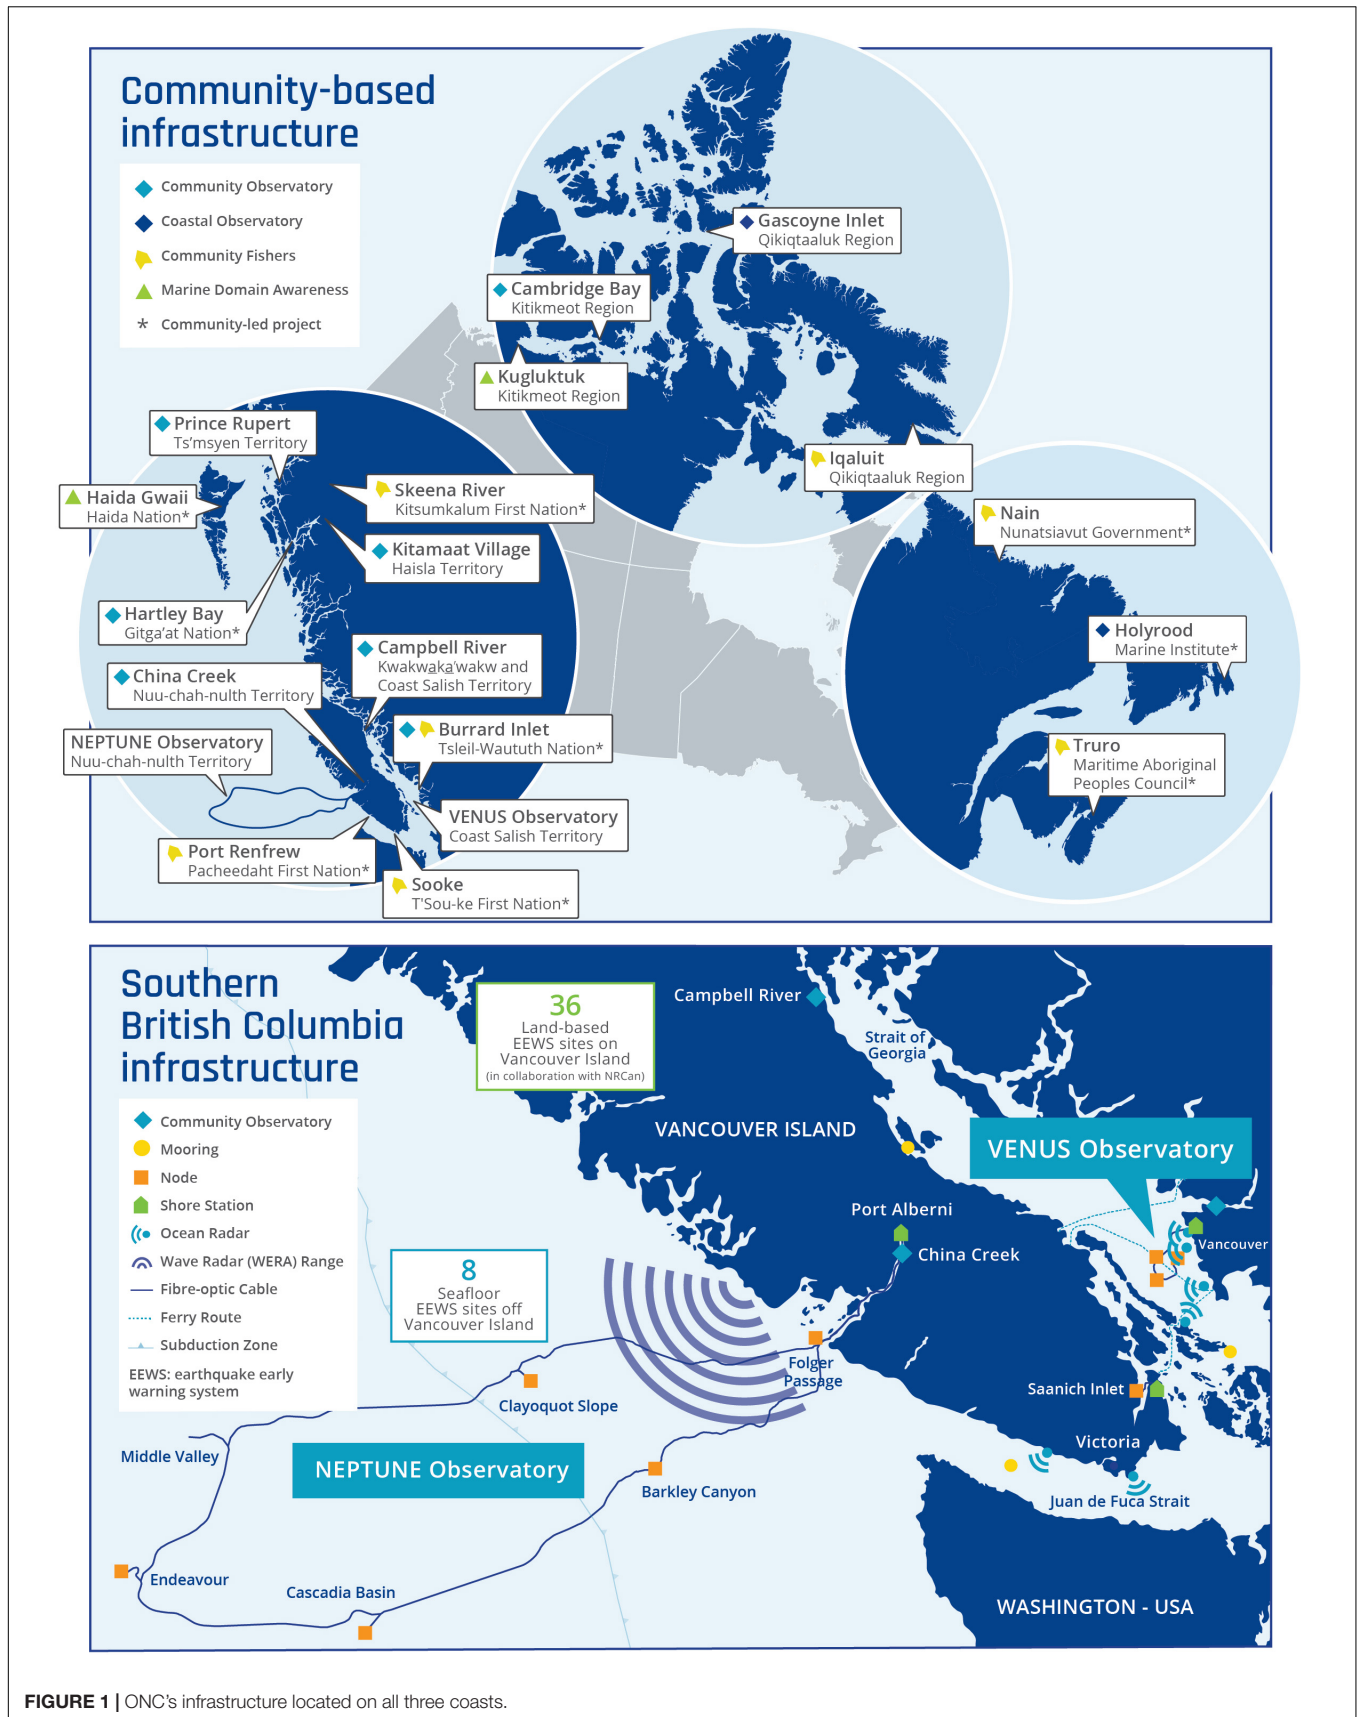 Community-based
infrastructure
Community Observatory
Coastal Observatory
Community Fishers
Marine Domain Awareness
* Community-led project
Gascoyne Inlet
Qikiqtaaluk Region
Cambridge Bay
Kitikmeot Region
Kugluktuk
Kitikmeot Region
Iqaluit
Qikiqtaaluk Region
Prince Rupert
Ts'msyen Territory
Haida Gwaii
Haida Nation*
Skeena River
Kitsumkalum First Nation*
Kitamaat Village
Haisla Territory
Hartley Bay
Gitga'at Nation*
Campbell River
Kwakwaka'wakw and
Coast Salish Territory
China Creek
Nuu-chah-nulth Territory
Burrard Inlet
Tsleil-Waututh Nation*
NEPTUNE Observatory
Nuu-chah-nulth Territory
VENUS Observatory
Coast Salish Territory
Port Renfrew
Pacheedaht First Nation*
Sooke
T'Sou-ke First Nation*
Nain
Nunatsiavut Government*
Holyrood
Marine Institute*
Truro
Maritime Aboriginal
Peoples Council*
Southern
British Columbia
infrastructure
Community Observatory
Mooring
Node
Shore Station
Ocean Radar
Wave Radar (WERA) Range
Fibre-optic Cable
Ferry Route
Subduction Zone
EEWS: earthquake early
warning system
36
Land-based
EEWS sites on
Vancouver Island
(in collaboration with NRCan)
Campbell River
Strait of
Georgia
VANCOUVER ISLAND
VENUS Observatory
Port Alberni
China Creek
Vancouver
8
Seafloor
EEWS sites off
Vancouver Island
Folger
Passage
Clayoquot Slope
Saanich Inlet
Victoria
Middle Valley
NEPTUNE Observatory
Barkley Canyon
Juan de Fuca Strait
Endeavour
Cascadia Basin
WASHINGTON - USA
FIGURE 1 | ONC's infrastructure located on all three coasts.